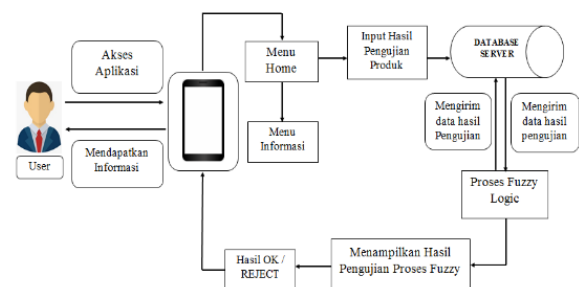 Akses
Aplikasi
User
Mendapatkan
Informasi
Menu
Home
Menu
Informasi
Input Hasil
Pengujian
Produk
DATABASE
SERVER
Mengirim
data hasil
Pengujian
Mengirim
data hasil
pengujian
Proses Fuzzy
Logic
Menampilkan Hasil
Pengujian Proses Fuzzy
Hasil OK /
REJECT